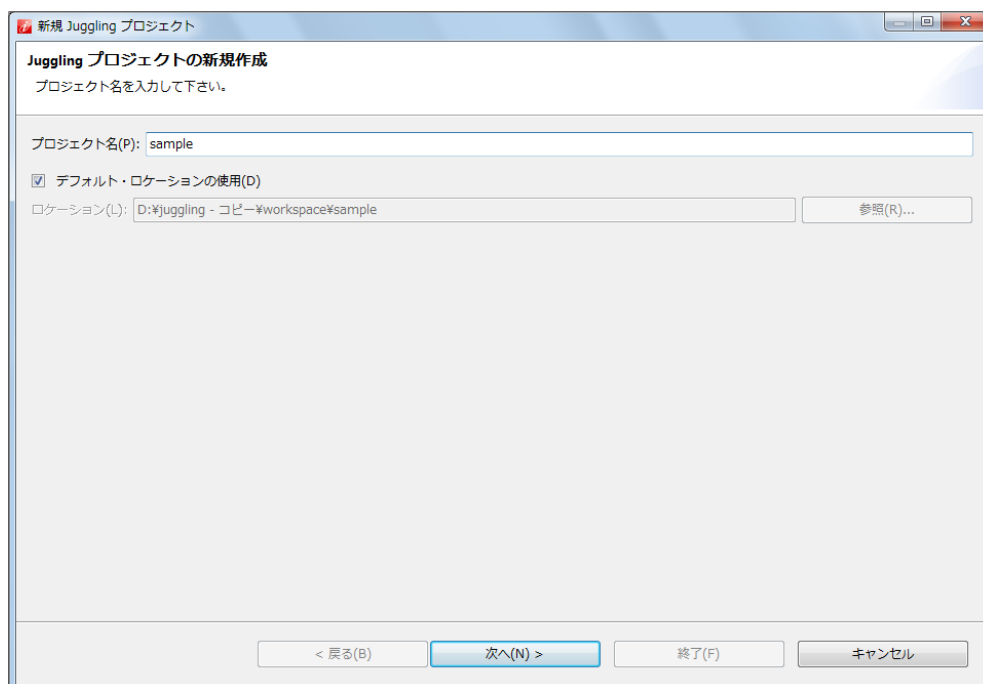 新規 Juggling プロジェクト
Juggling プロジェクトの新規作成
プロジェクト名を入力して下さい。
プロジェクト名(P): sample
デフォルト・ロケーションの使用(D)
ロケーション(L): D:¥juggling - コピー¥workspace¥sample 参照(R)...
< 戻る(B) 次へ(N) > 終了(F) キャンセル